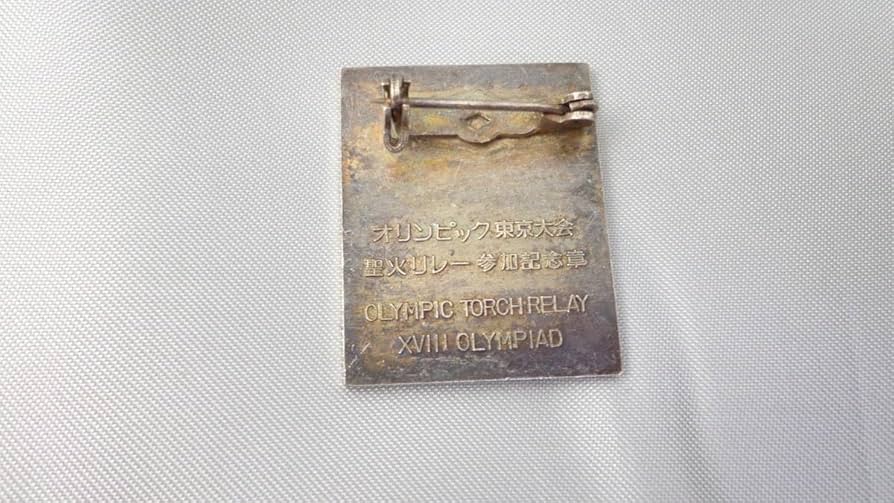 オリンピック東京大会
聖火リレー参加記念章
OLYMPIC TORCH RELAY
XVIII OLYMPIAD